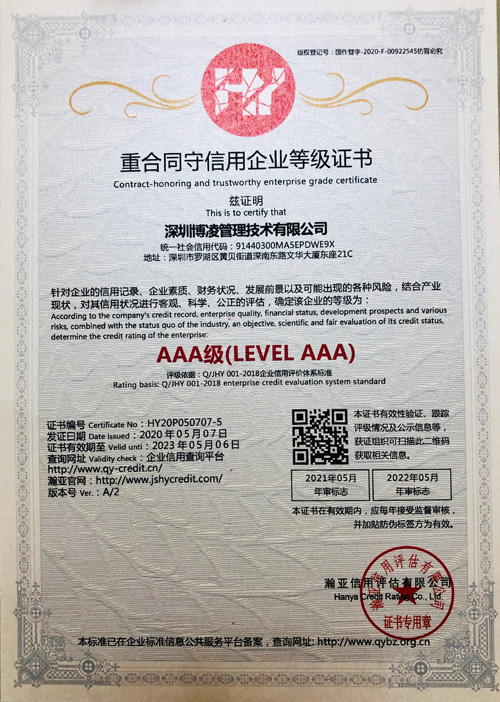 版权登记号：国作登字-2020-F-00922545仿冒必究
HY
重合同守信用企业等级证书
Contract-honoring and trustworthy enterprise grade certificate
兹证明
This is to certify that
深圳博凌管理技术有限公司
统一社会信用代码：91440300MA5EPDWE9X
地址：深圳市罗湖区黄贝街道深南东路文华大厦东座21C
针对企业的信用记录、企业素质、财务状况、发展前景以及可能出现的各种风险，结合产业
现状，对其信用状况进行客观、科学、公正的评估，确定该企业的等级为：
According to the company's credit record, enterprise quality, financial status, development prospects and various
risks, combined with the status quo of the industry, an objective, scientific and fair evaluation of its credit status,
determine the credit rating of the enterprise:
AAA级(LEVEL AAA)
评级依据：Q/JHY 001-2018企业信用评价体系标准
Rating basis: Q/JHY 001-2018 enterprise credit evaluation system standard
证书编号 Certificate No：HY20P050707-5
发证日期 Date issued：2020年05月07日
证书有效期至 Valid unti：2023年05月06日
查询网址 Validity check：企业信用查询平台
http://www.qy-credit.cn/
瀚亚官网：http://www.jshycredit.com/
版本号 Ver.：A/2
本证书有效性验证、跟踪
评级情况及公示信息等，
获证组织可扫描此二维码
获取相关信息。
2021年05月
年审标志
2022年05月
年审标志
本证书在有效期内，应每年接受监督审核，
并加贴防伪标签方为有效。
瀚亚信用评估有限公司
Hanya Credit Rating Co., Ltd.
瀚亚信用评估有限公司
证书专用章
本标准已在企业标准信息公共服务平台备案，查询网址: http://www.qybz.org.cn